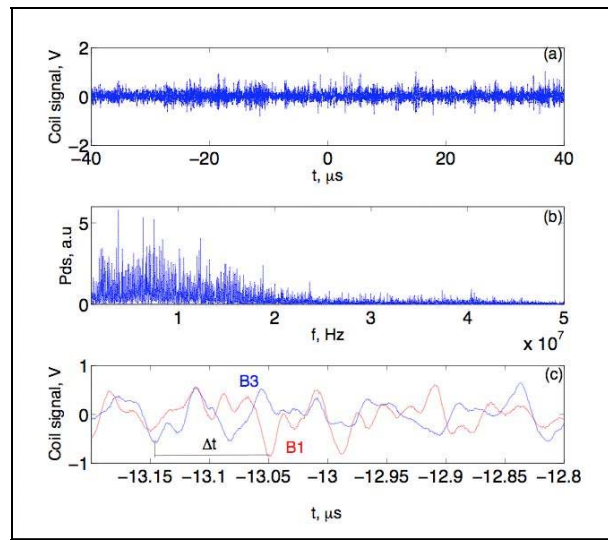 (a)
Coil signal, V
2
0
−2
−40 −20 0 20 40
t, μs
(b)
Pds, a.u
5
0
1 2 3 4 5
f, Hz
x 10^7
(c)
Coil signal, V
1
0
−1
B3
B1
Δt
−13.15 −13.1 −13.05 −13 −12.95 −12.9 −12.85 −12.8
t, μs